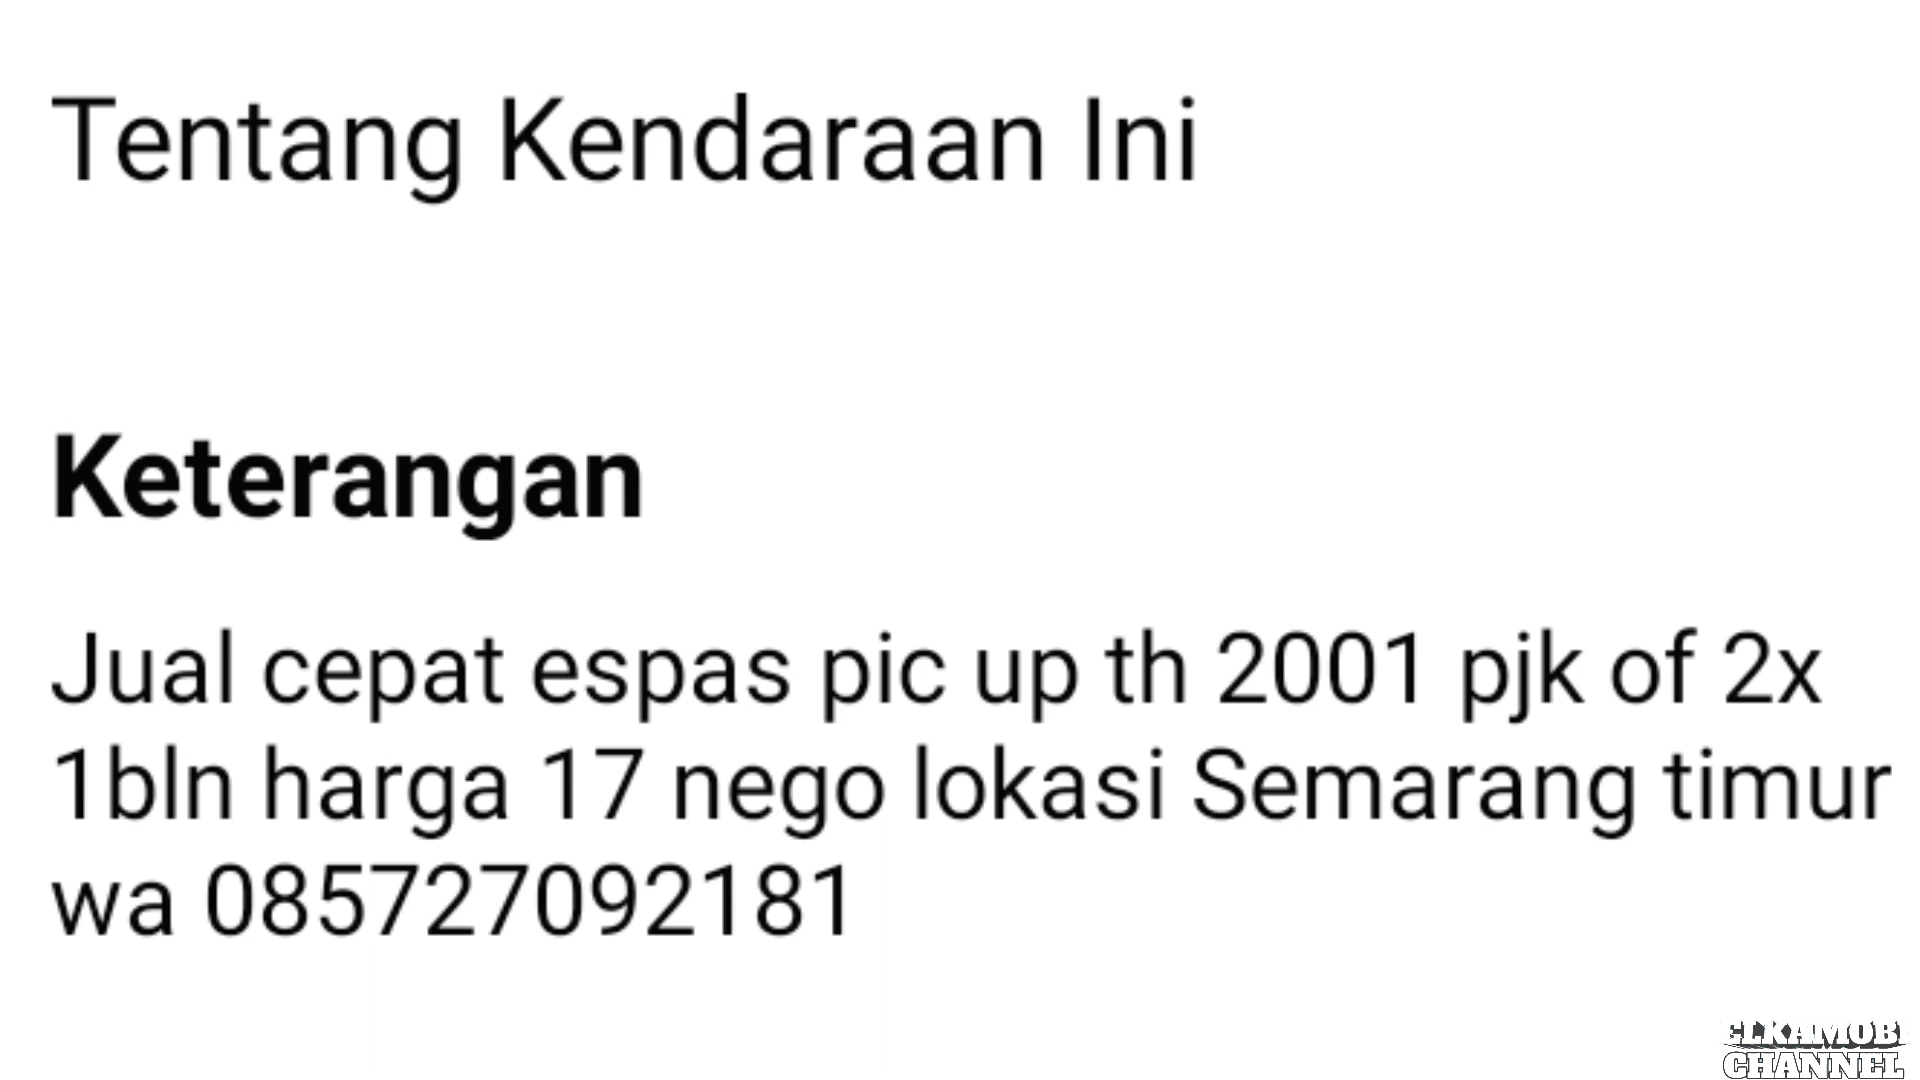 Tentang Kendaraan Ini
Keterangan
Jual cepat espas pic up th 2001 pjk of 2x
1bln harga 17 nego lokasi Semarang timur
wa 085727092181
ELKAMOBI
CHANNEL